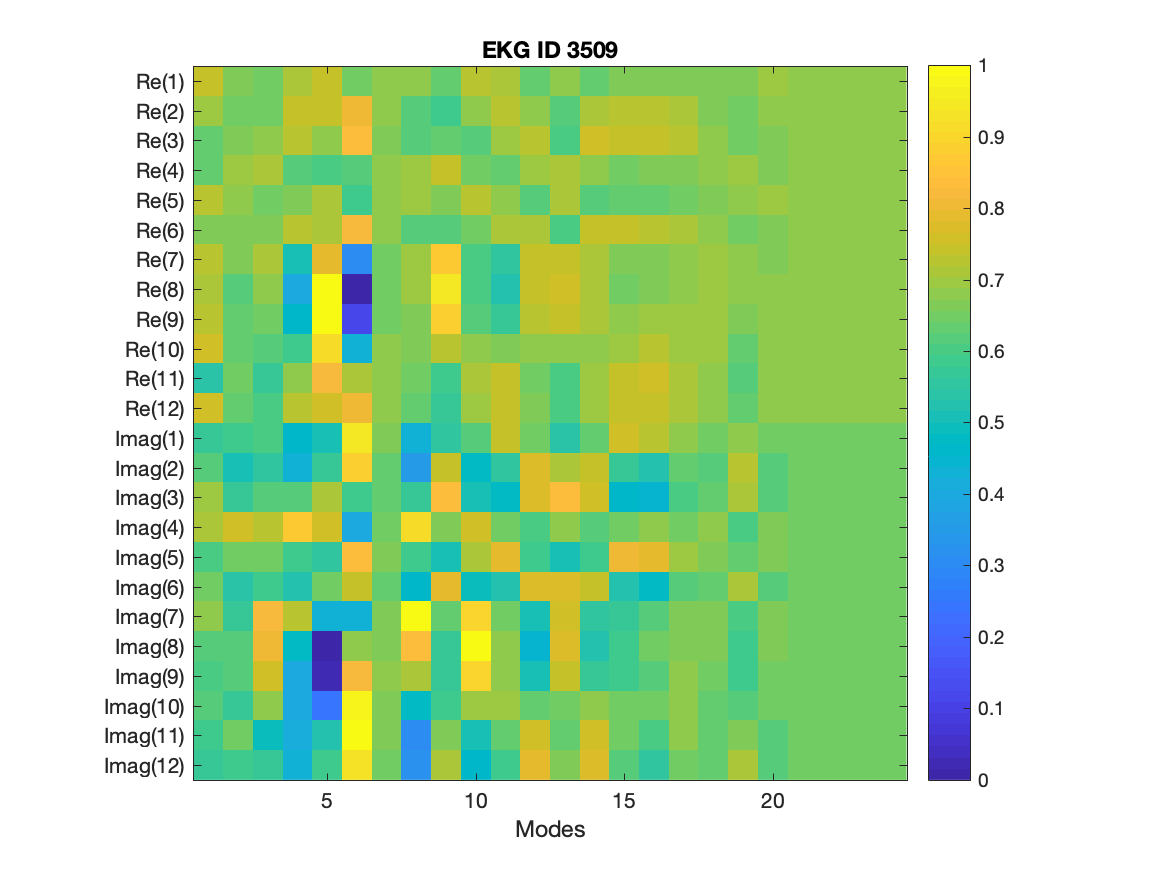 EKG ID 3509
Re(1)
Re(2)
Re(3)
Re(4)
Re(5)
Re(6)
Re(7)
Re(8)
Re(9)
Re(10)
Re(11)
Re(12)
Imag(1)
Imag(2)
Imag(3)
Imag(4)
Imag(5)
Imag(6)
Imag(7)
Imag(8)
Imag(9)
Imag(10)
Imag(11)
Imag(12)
5 10 15 20
Modes
1
0.9
0.8
0.7
0.6
0.5
0.4
0.3
0.2
0.1
0